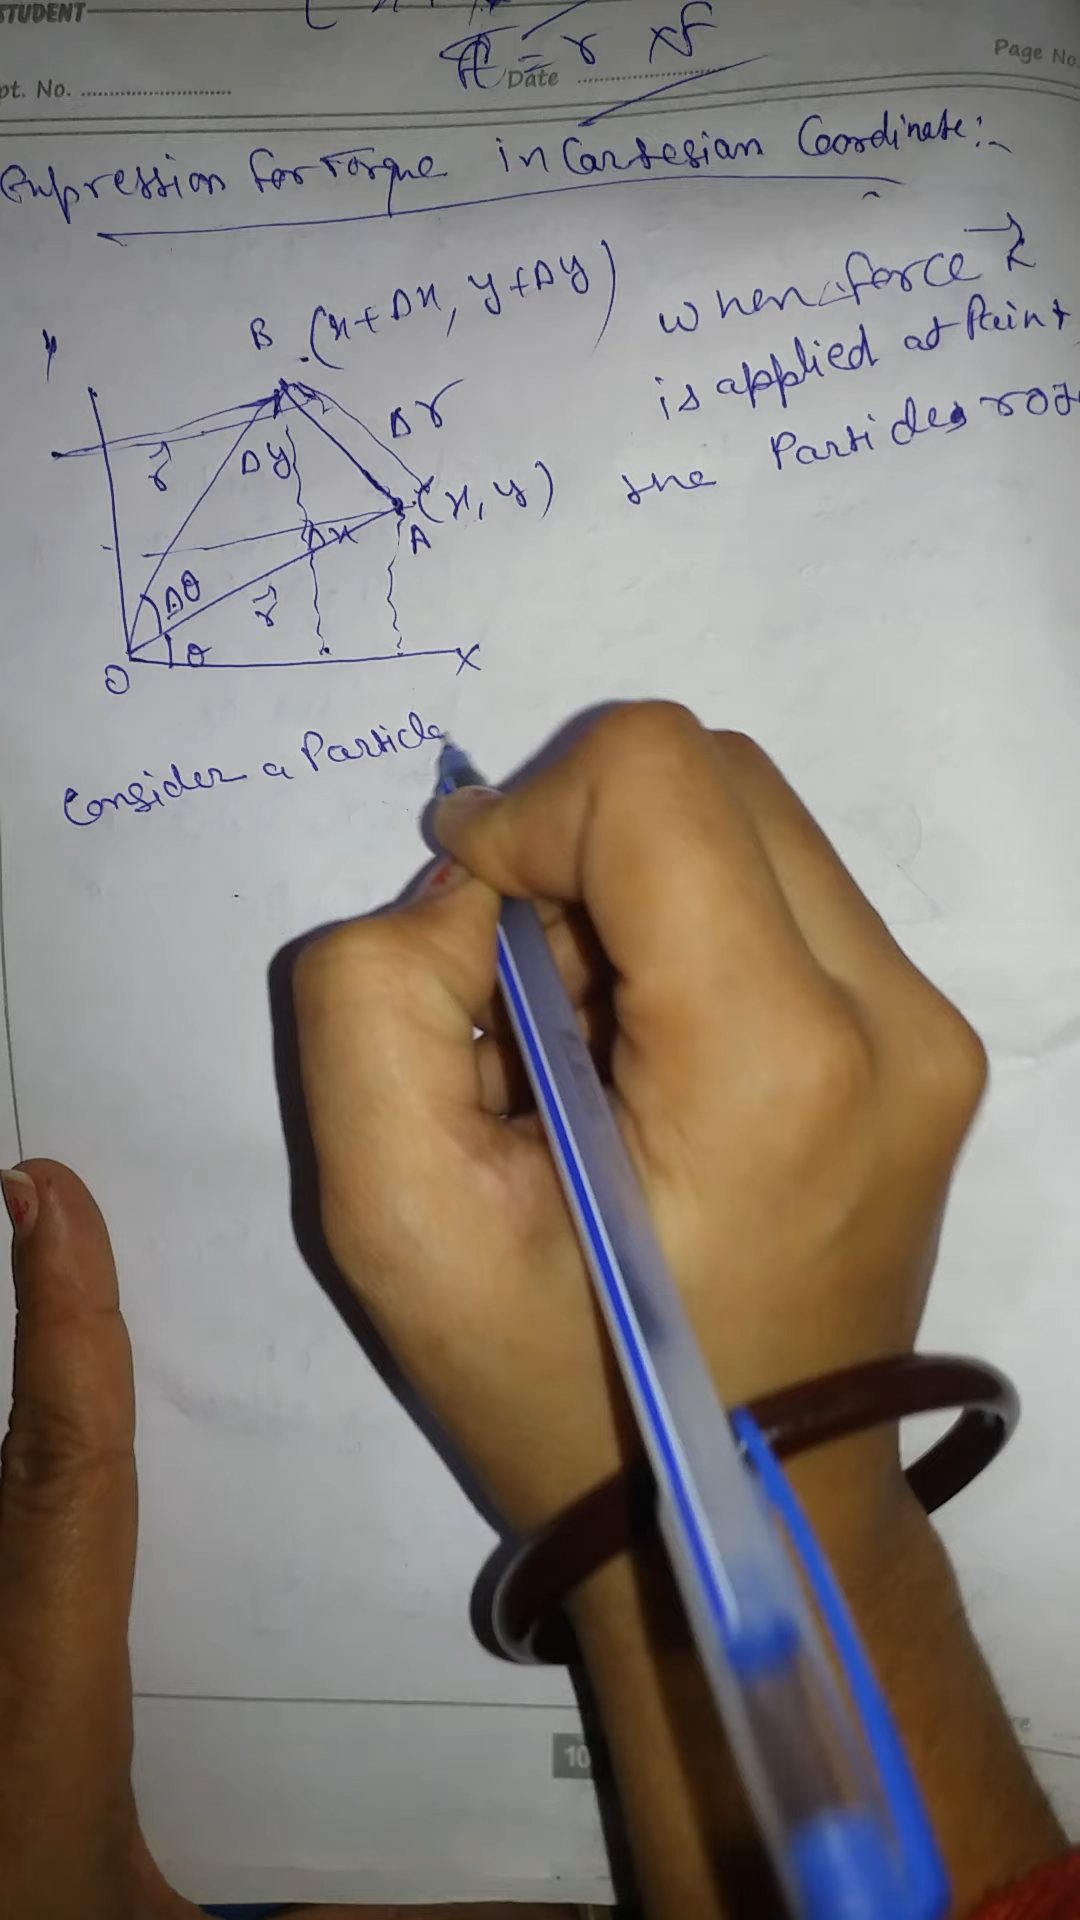 STUDENT
τ = r × F
pt. No. Date Page No.
Expression for Torque in Cartesian Coordinate:-
y
B (x+Δx, y+Δy)
when force
is applied at Point
the Particles rot
Δr
r
Δy
(x, y)
Δx
A
Δθ
r
θ
O
X
Consider a Particle
10